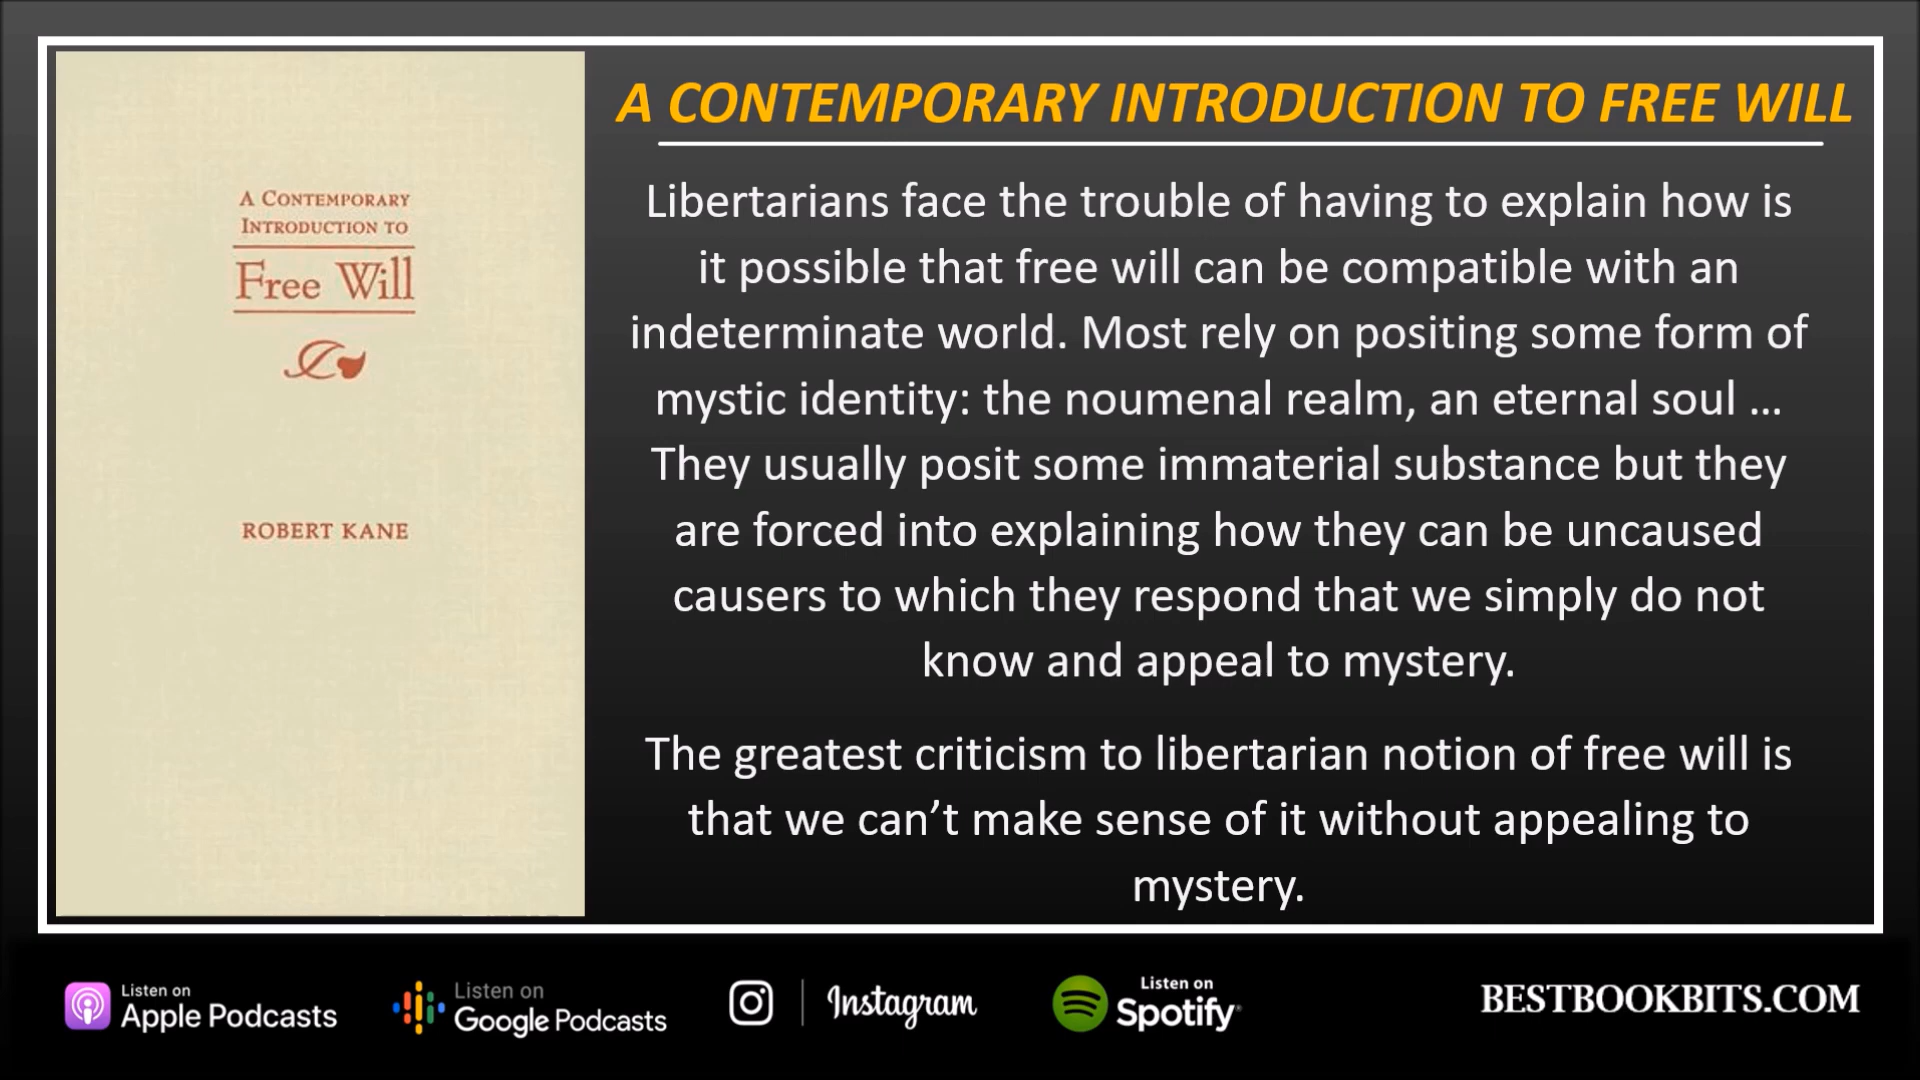 A CONTEMPORARY
INTRODUCTION TO
Free Will
ROBERT KANE
A CONTEMPORARY INTRODUCTION TO FREE WILL
Libertarians face the trouble of having to explain how is
it possible that free will can be compatible with an
indeterminate world. Most rely on positing some form of
mystic identity: the noumenal realm, an eternal soul ...
They usually posit some immaterial substance but they
are forced into explaining how they can be uncaused
causers to which they respond that we simply do not
know and appeal to mystery.
The greatest criticism to libertarian notion of free will is
that we can’t make sense of it without appealing to
mystery.
Listen on
Apple Podcasts
Listen on
Google Podcasts
Instagram
Listen on
Spotify
BESTBOOKBITS.COM